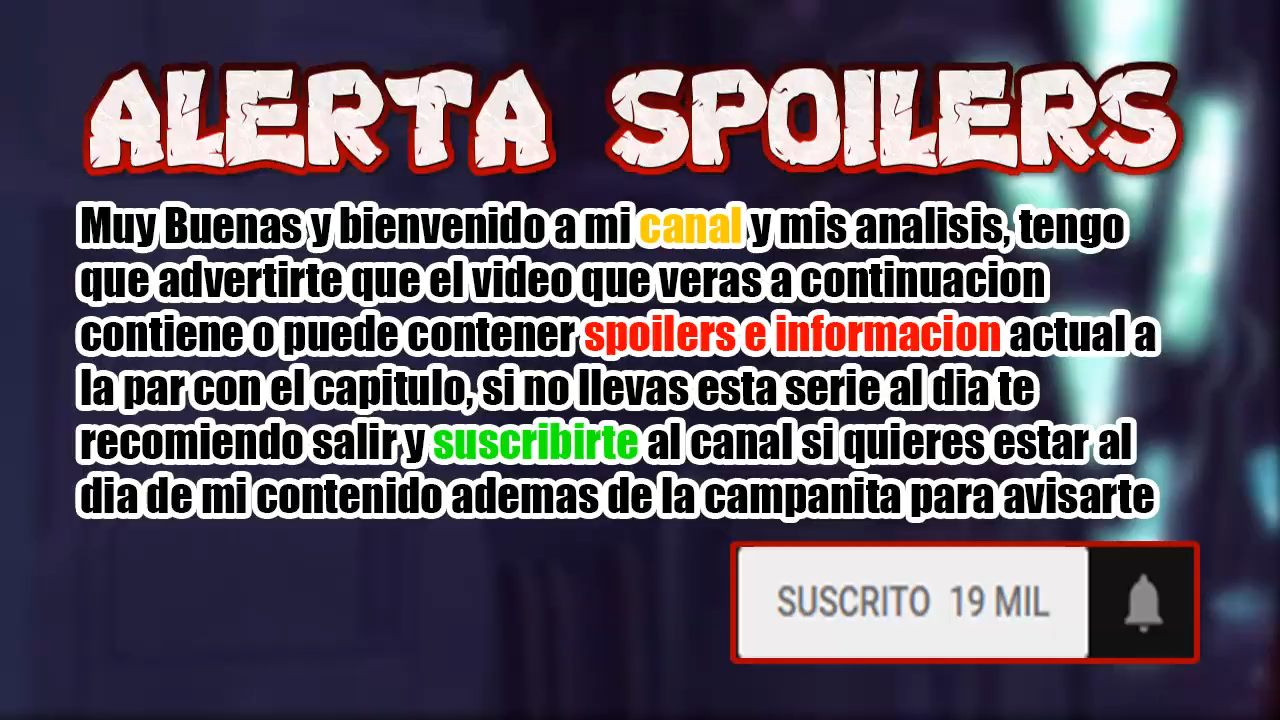 ALERTA SPOILERS
Muy Buenas y bienvenido a mi canal y mis analisis, tengo
que advertirte que el video que veras a continuacion
contiene o puede contener spoilers e informacion actual a
la par con el capitulo, si no llevas esta serie al dia te
recomiendo salir y suscribirte al canal si quieres estar al
dia de mi contenido ademas de la campanita para avisarte
SUSCRITO 19 MIL